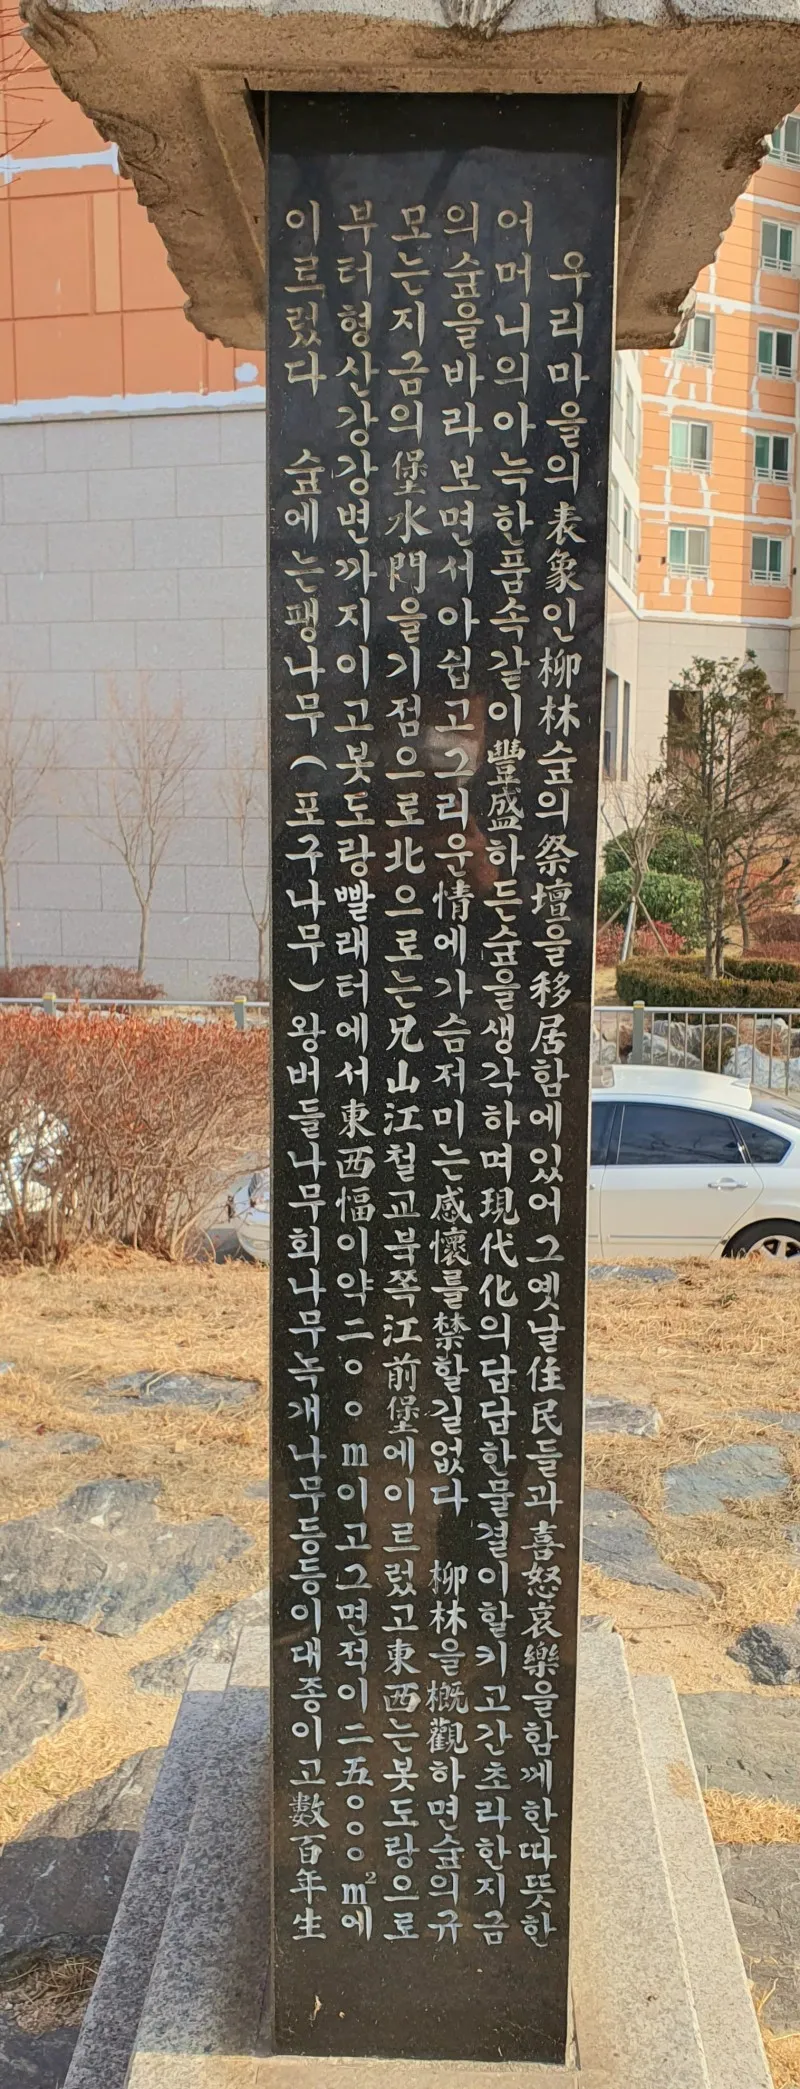 우리마을의表象인柳林숲의祭壇을移居함에있어그옛날住民들과喜怒哀樂을함께한따뜻한
어머니의아늑한품속같이豐盛하든숲을생각하며現代化의답답한물결이할키고간초라한지금
의숲을바라보면서아쉽고그리운情에가슴저미는感懷를禁할길없다 柳林을槪觀하면숲의규
모는지금의堡水門을기점으로北으로는兄山江철교북쪽江前堡에이르렀고東西는봇도랑으로
부터형산강강변까지이고봇도랑빨래터에서東西幅이약二○○m이고그면적이二五○○○m²에
이르렀다 숲에는팽나무(포구나무)왕버들나무회나무녹개나무등등이대종이고數百年生